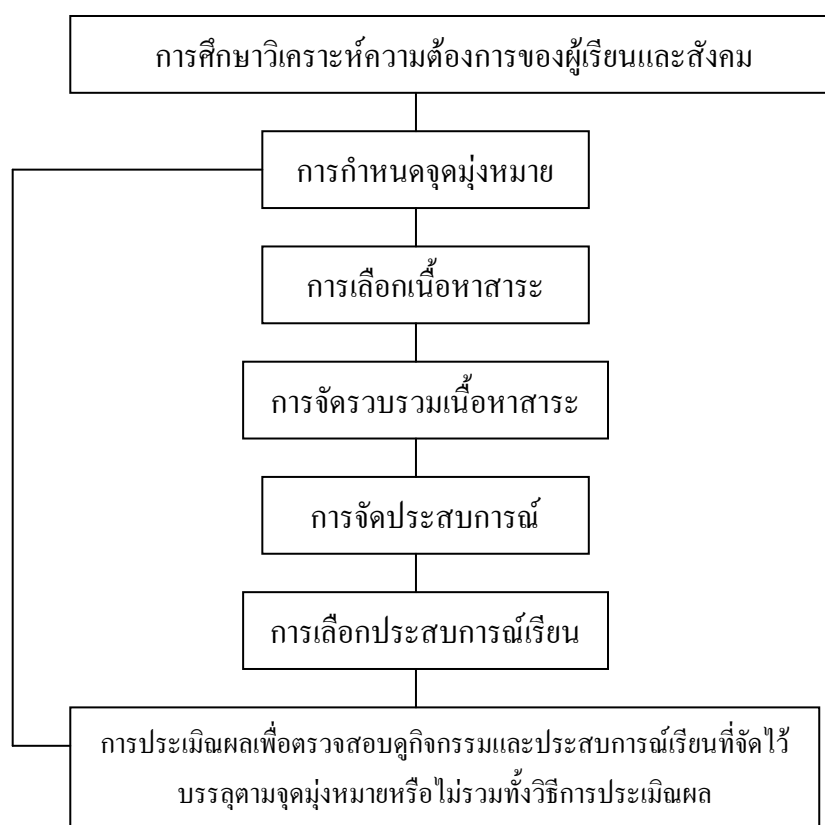 การศึกษาวิเคราะห์ความต้องการของผู้เรียนและสังคม
การกำหนดจุดมุ่งหมาย
การเลือกเนื้อหาสาระ
การจัดรวบรวมเนื้อหาสาระ
การจัดประสบการณ์
การเลือกประสบการณ์เรียน
การประเมิณผลเพื่อตรวจสอบดูกิจกรรมและประสบการณ์เรียนที่จัดไว้
บรรลุตามจุดมุ่งหมายหรือไม่รวมทั้งวิธีการประเมิณผล